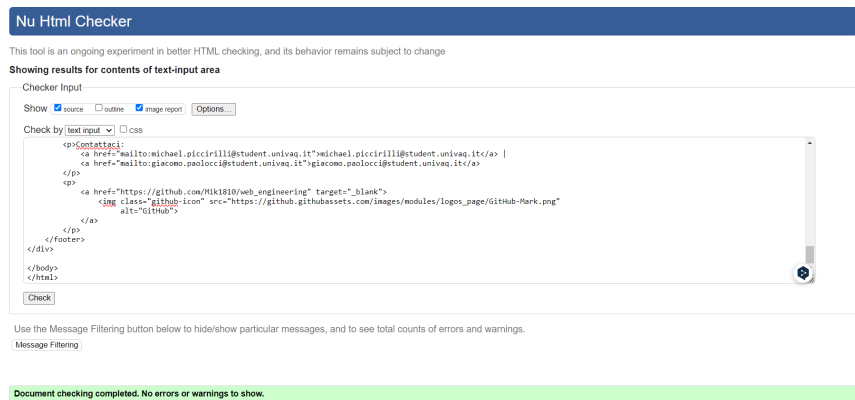 Nu Html Checker
This tool is an ongoing experiment in better HTML checking, and its behavior remains subject to change
Showing results for contents of text-input area
Checker Input
Show source outline image report Options...
Check by text input css
<p>Contattaci:
<a href="mailto:michael.piccirilli@student.univaq.it">michael.piccirilli@student.univaq.it</a> |
<a href="mailto:giacomo.paolocci@student.univaq.it">giacomo.paolocci@student.univaq.it</a>
</p>
<p>
<a href="https://github.com/Mik1810/web_engineering" target="_blank">
<img class="github-icon" src="https://github.githubassets.com/images/modules/logos_page/GitHub-Mark.png"
alt="GitHub">
</a>
</p>
</footer>
</div>
</body>
</html>
Check
Use the Message Filtering button below to hide/show particular messages, and to see total counts of errors and warnings.
Message Filtering
Document checking completed. No errors or warnings to show.